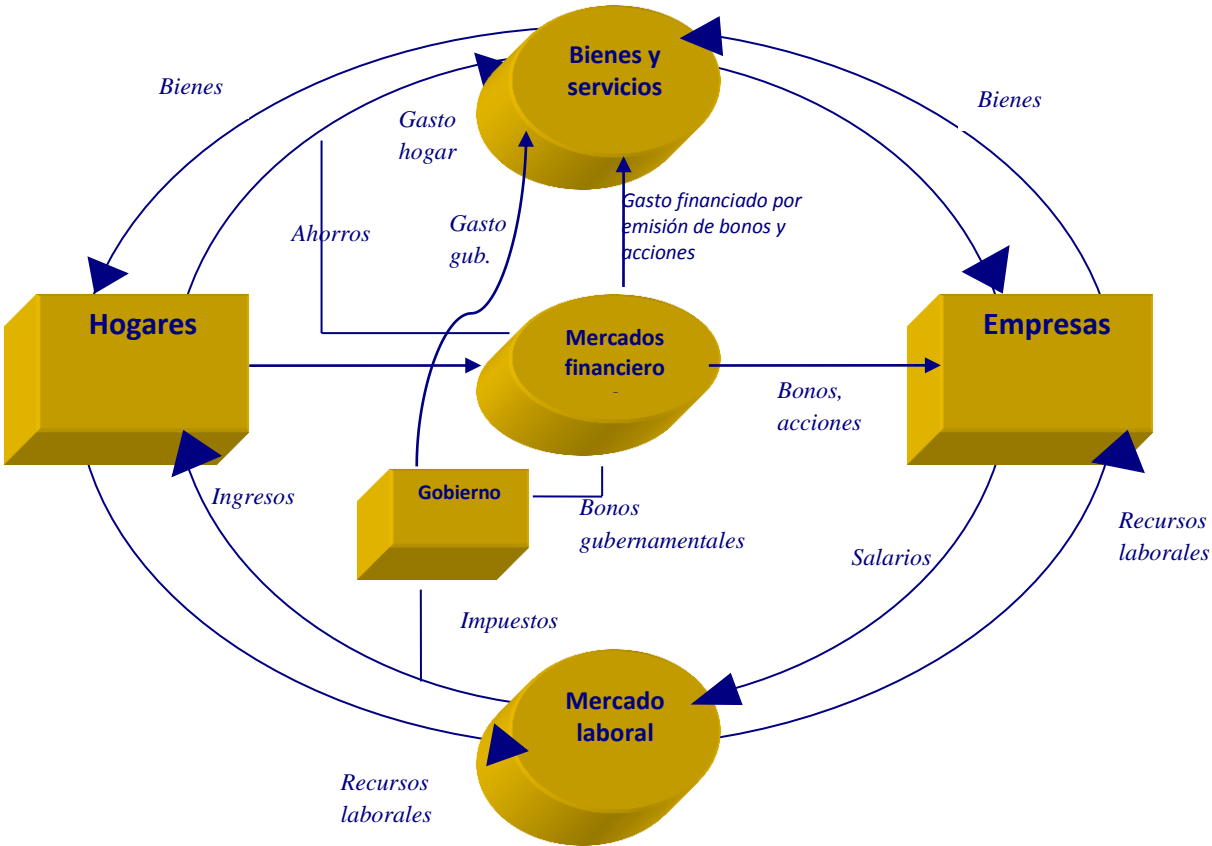 Bienes y
servicios
Bienes
Bienes
Gasto
hogar
Gasto financiado por
emisión de bonos y
acciones
Ahorros
Gasto
gub.
Hogares
Mercados
financiero
Empresas
Bonos,
acciones
Gobierno
Ingresos
Bonos
gubernamentales
Recursos
laborales
Salarios
Impuestos
Mercado
laboral
Recursos
laborales